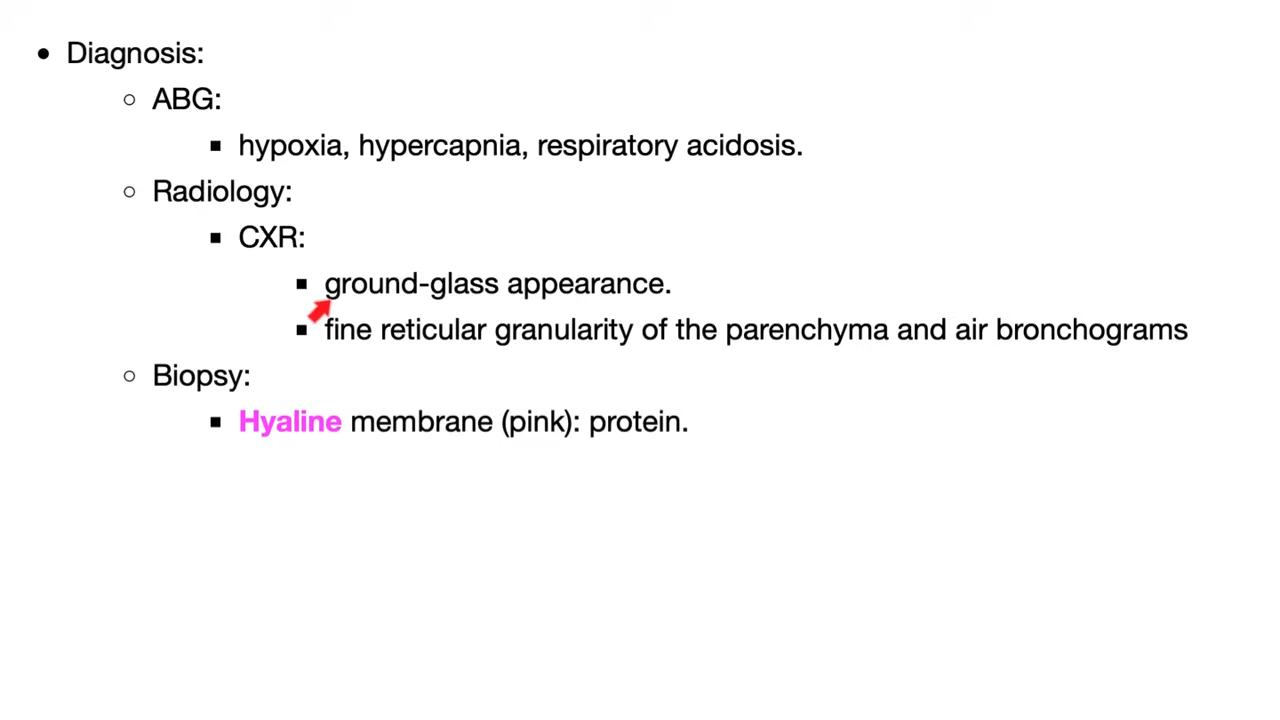 Diagnosis:
ABG:
hypoxia, hypercapnia, respiratory acidosis.
Radiology:
CXR:
ground-glass appearance.
fine reticular granularity of the parenchyma and air bronchograms
Biopsy:
Hyaline membrane (pink): protein.